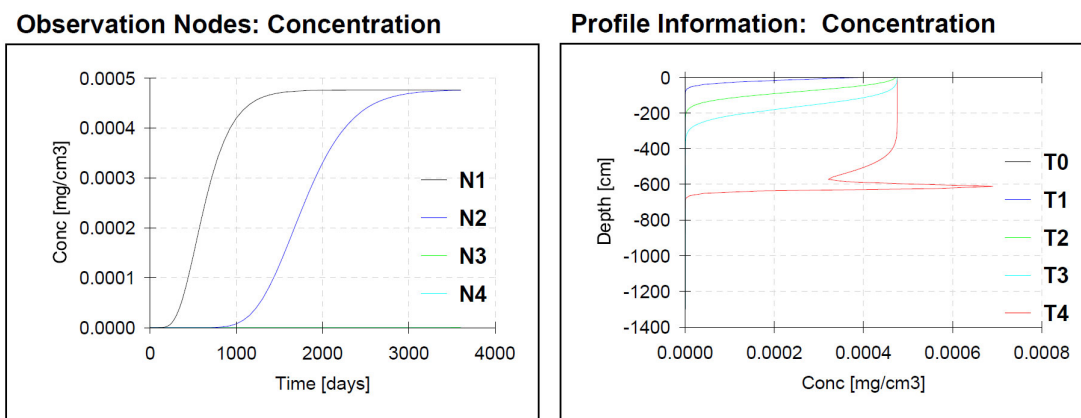 Observation Nodes: Concentration
0.0005
0.0004
0.0003
0.0002
0.0001
0.0000
Conc [mg/cm3]
0 1000 2000 3000 4000
Time [days]
N1
N2
N3
N4
Profile Information: Concentration
0
-200
-400
-600
-800
-1000
-1200
-1400
Depth [cm]
0.0000 0.0002 0.0004 0.0006 0.0008
Conc [mg/cm3]
T0
T1
T2
T3
T4